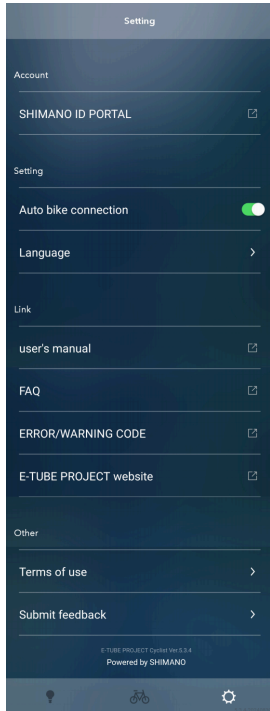 Setting
Account
SHIMANO ID PORTAL
Setting
Auto bike connection
Language
Link
user's manual
FAQ
ERROR/WARNING CODE
E-TUBE PROJECT website
Other
Terms of use
Submit feedback
E-TUBE PROJECT Cyclist Ver.5.3.4
Powered by SHIMANO